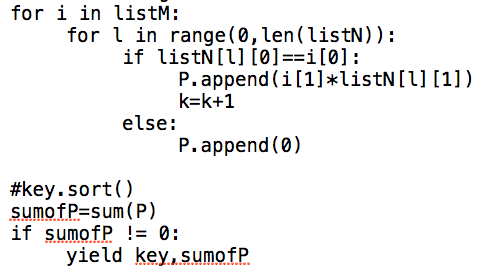 for i in listM:
    for l in range(0,len(listN)):
        if listN[l][0]==i[0]:
            P.append(i[1]*listN[l][1])
            k=k+1
        else:
            P.append(0)

#key.sort()
sumofP=sum(P)
if sumofP != 0:
    yield key,sumofP